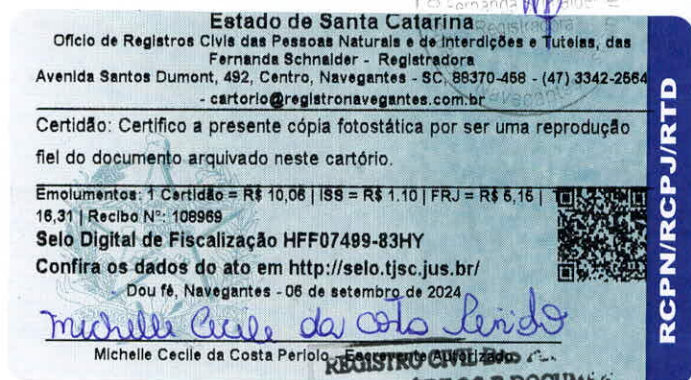 Estado de Santa Catarina
Registradora
Ofício de Registros Civis das Pessoas Naturais e de Interdições e Tutelas, das
Fernanda Schnaider - Registradora
Avenida Santos Dumont, 492, Centro, Navegantes - SC, 88370-458 - (47) 3342-2564
- cartorio@registronavegantes.com.br
Certidão: Certifico a presente cópia fotostática por ser uma reprodução
fiel do documento arquivado neste cartório.
Emolumentos: 1 Certidão = R$ 10,06 | ISS = R$ 1.10 | FRJ = R$ 5,15 |
16,31 | Recibo N°: 108969
Selo Digital de Fiscalização HFF07499-83HY
Confira os dados do ato em http://selo.tjsc.jus.br/
Dou fé, Navegantes - 06 de setembro de 2024
Michelle Cecile da Costa
Michelle Cecile da Costa Periolo - Escrevente Autorizado
REGISTRO CIVIL
RCPN/RCPJ/RTD